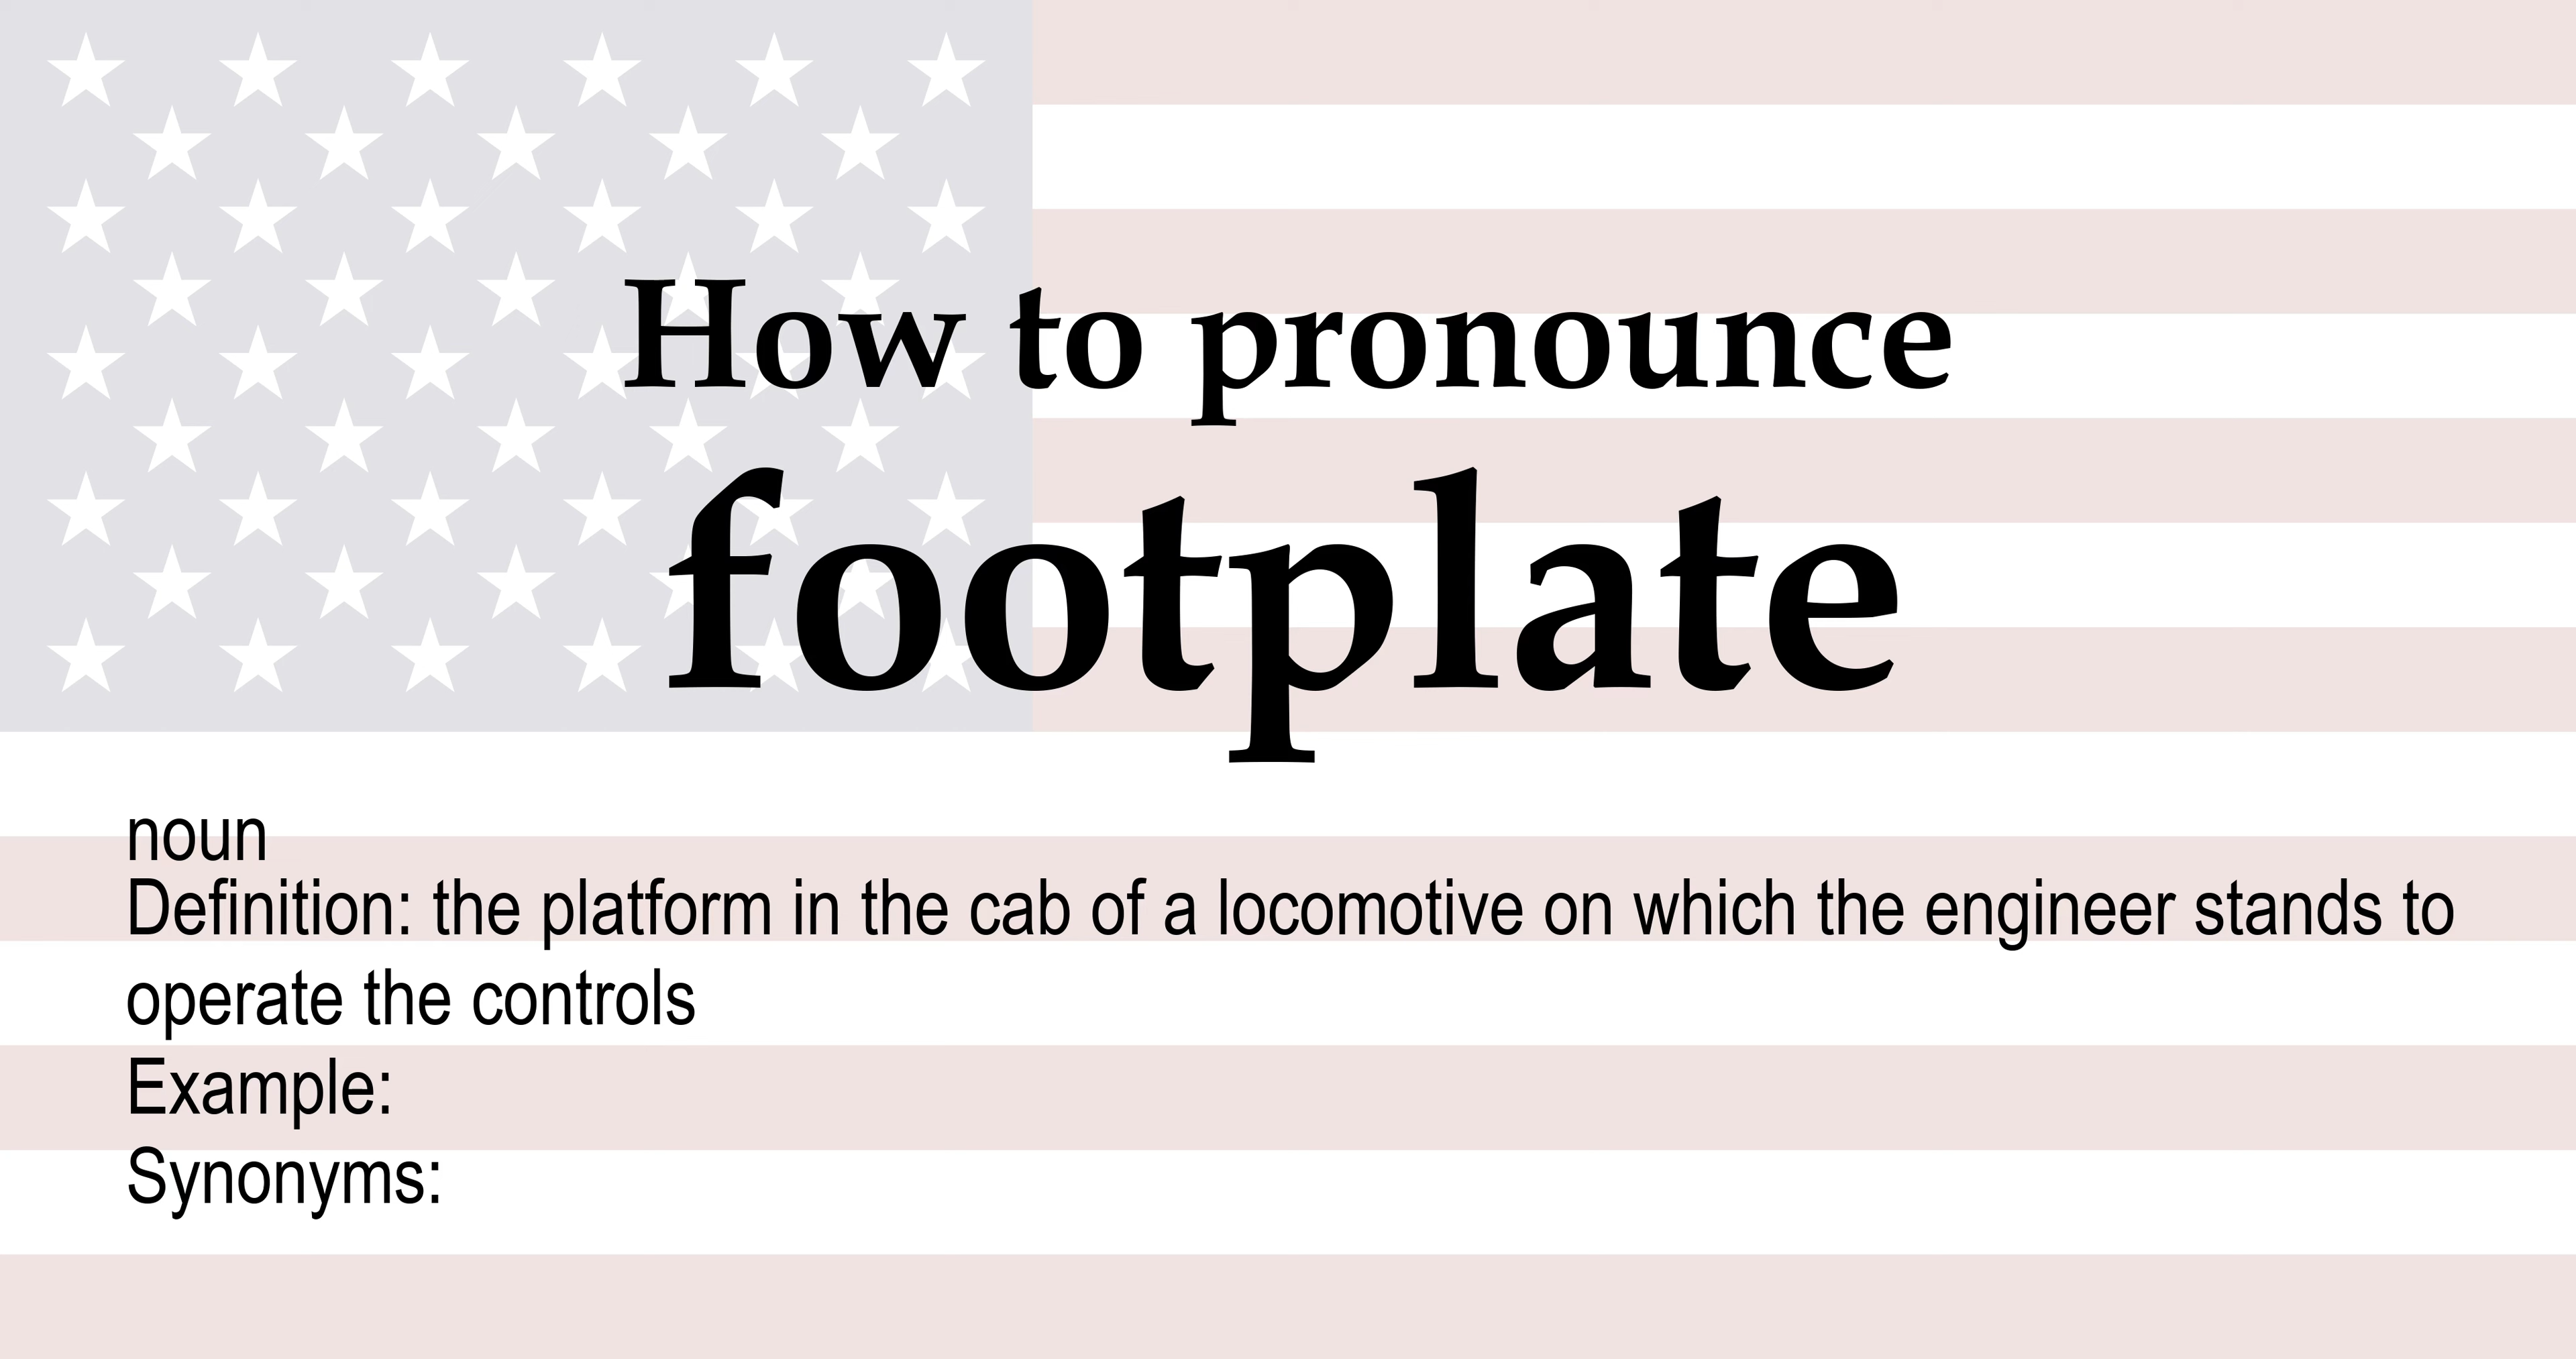 How to pronounce
footplate
noun
Definition: the platform in the cab of a locomotive on which the engineer stands to
operate the controls
Example:
Synonyms: